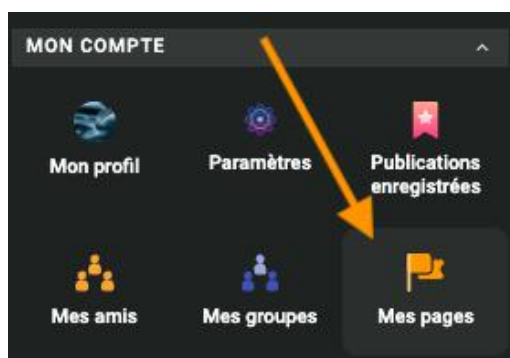 MON COMPTE
Mon profil
Paramètres
Publications
enregistrées
Mes amis
Mes groupes
Mes pages